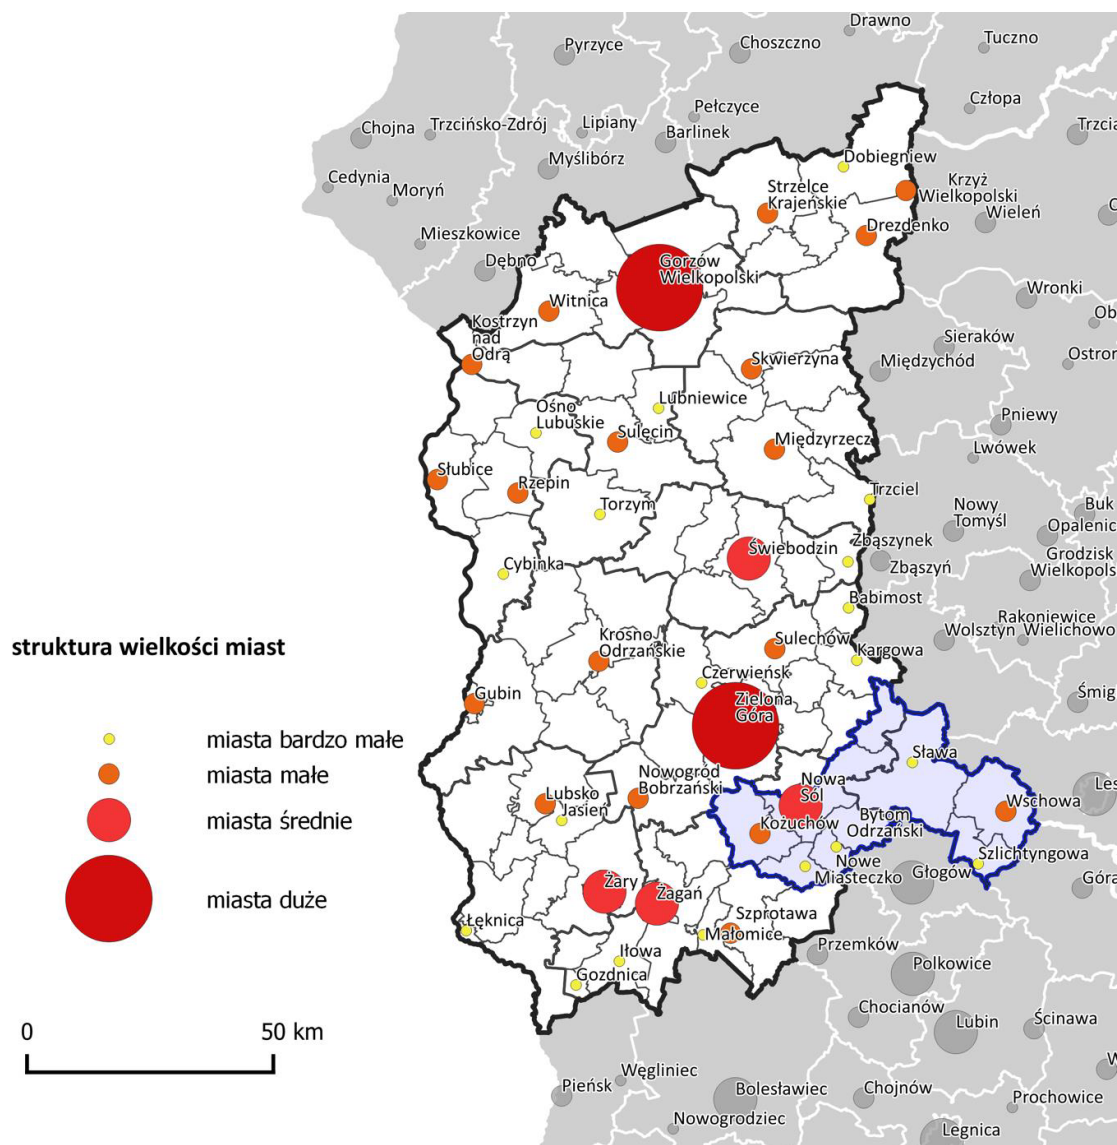 Drawno
Tuczno
Pyrzyce
Choszczno
Człopa
Pełczyce
Trzcia
Chojna
Trzcińsko-Zdrój
Lipiany
Barlinek
Myślibórz
Dobiegniew
Cedynia
Moryń
Strzelce
Krajeńskie
Krzyż
Wielkopolski
Wieleń
Drezdenko
Mieszkowice
Dębno
Gorzów
Wielkopolski
Witnica
Wronki
Kostrzyn
nad
Odrą
Ob
Sieraków
Skwierzyna
Międzychód
Ostror
Lubniewice
Ośno
Lubuskie
Sulęcin
Międzyrzecz
Pniewy
Lwówek
Słubice
Rzepin
Torzym
Trzciel
Nowy
Tomyśl
Buk
Opalenic
Świebodzin
Zbąszynek
Zbąszyń
Grodzisk
Wielkopols
Cybinka
Babimost
Rakoniewice
Wolsztyn
Wielichowo
struktura wielkości miast
Krosno
Odrzańskie
Sulechów
Kargowa
Czerwieńsk
Gubin
Zielona
Góra
Śmig
miasta bardzo małe
miasta małe
miasta średnie
miasta duże
Sława
Nowogród
Bobrzański
Nowa
Sól
Lubsko
Jasień
Kożuchów
Bytom
Odrzański
Wschowa
Les
Nowe
Miasteczko
Szlichtyngowa
Głogów
Góra
Żary
Żagań
Łęknica
Szprotawa
Małomice
Przemków
Iłowa
Gozdnica
Polkowice
Chocianów
Lubin
Ścinawa
0
50 km
Węgliniec
Pieńsk
Bolesławiec
Chojnów
Prochowice
W
Nowogrodziec
Legnica